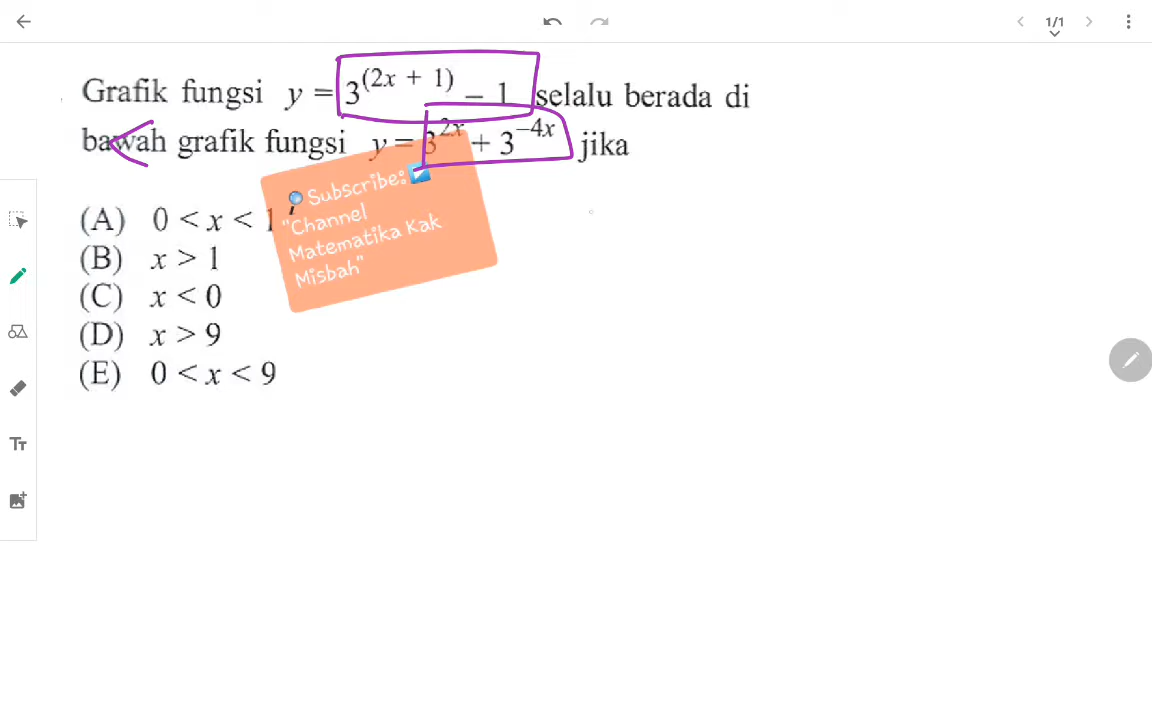 1/1
Grafik fungsi y = 3^(2x + 1) − 1 selalu berada di
bawah grafik fungsi y = 3^2x + 3^−4x jika
(A) 0 < x < 1
(B) x > 1
(C) x < 0
(D) x > 9
(E) 0 < x < 9
Subscribe:
"Channel
Matematika Kak
Misbah"
<
Tт